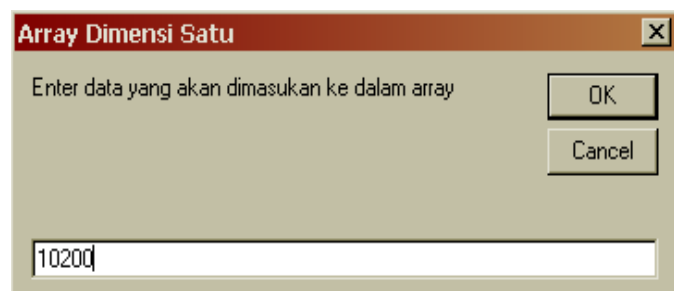 Array Dimensi Satu
Enter data yang akan dimasukan ke dalam array
OK
Cancel
10200